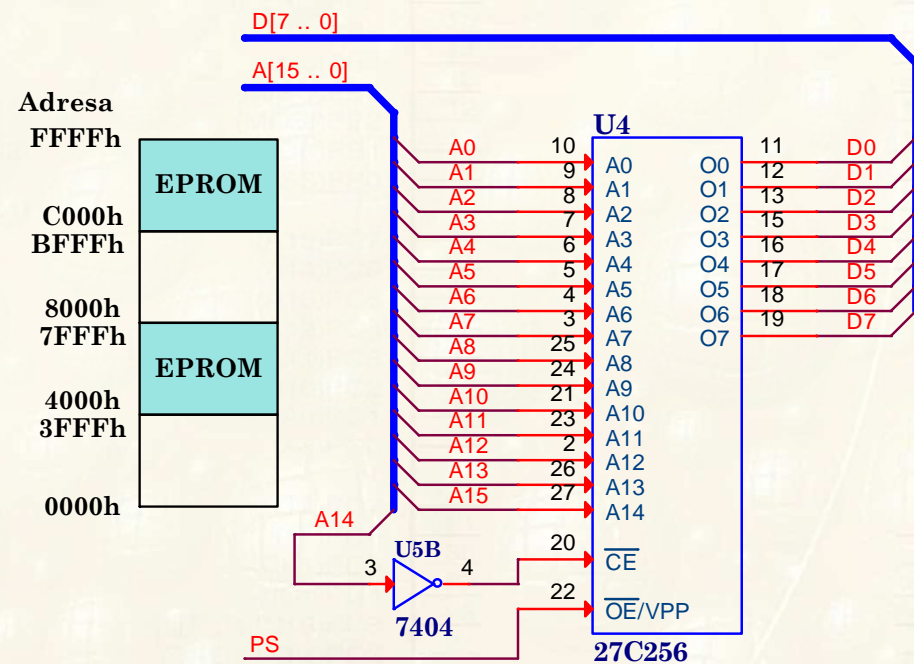 D[7 .. 0]
A[15 .. 0]
Adresa
FFFFh
EPROM
C000h
BFFFh
8000h
7FFFh
EPROM
4000h
3FFFh
0000h
U4
A0 10 A0 O0 11 D0
A1 9 A1 O1 12 D1
A2 8 A2 O2 13 D2
A3 7 A3 O3 15 D3
A4 6 A4 O4 16 D4
A5 5 A5 O5 17 D5
A6 4 A6 O6 18 D6
A7 3 A7 O7 19 D7
A8 25 A8
A9 24 A9
A10 21 A10
A11 23 A11
A12 2 A12
A13 26 A13
A15 27 A14
A14
U5B
3 4
7404
20 CE
22 OE/VPP
PS
27C256